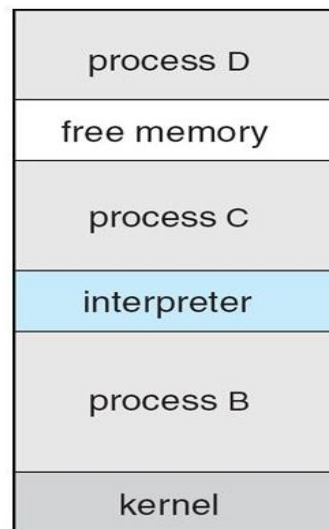 process D
free memory
process C
interpreter
process B
kernel